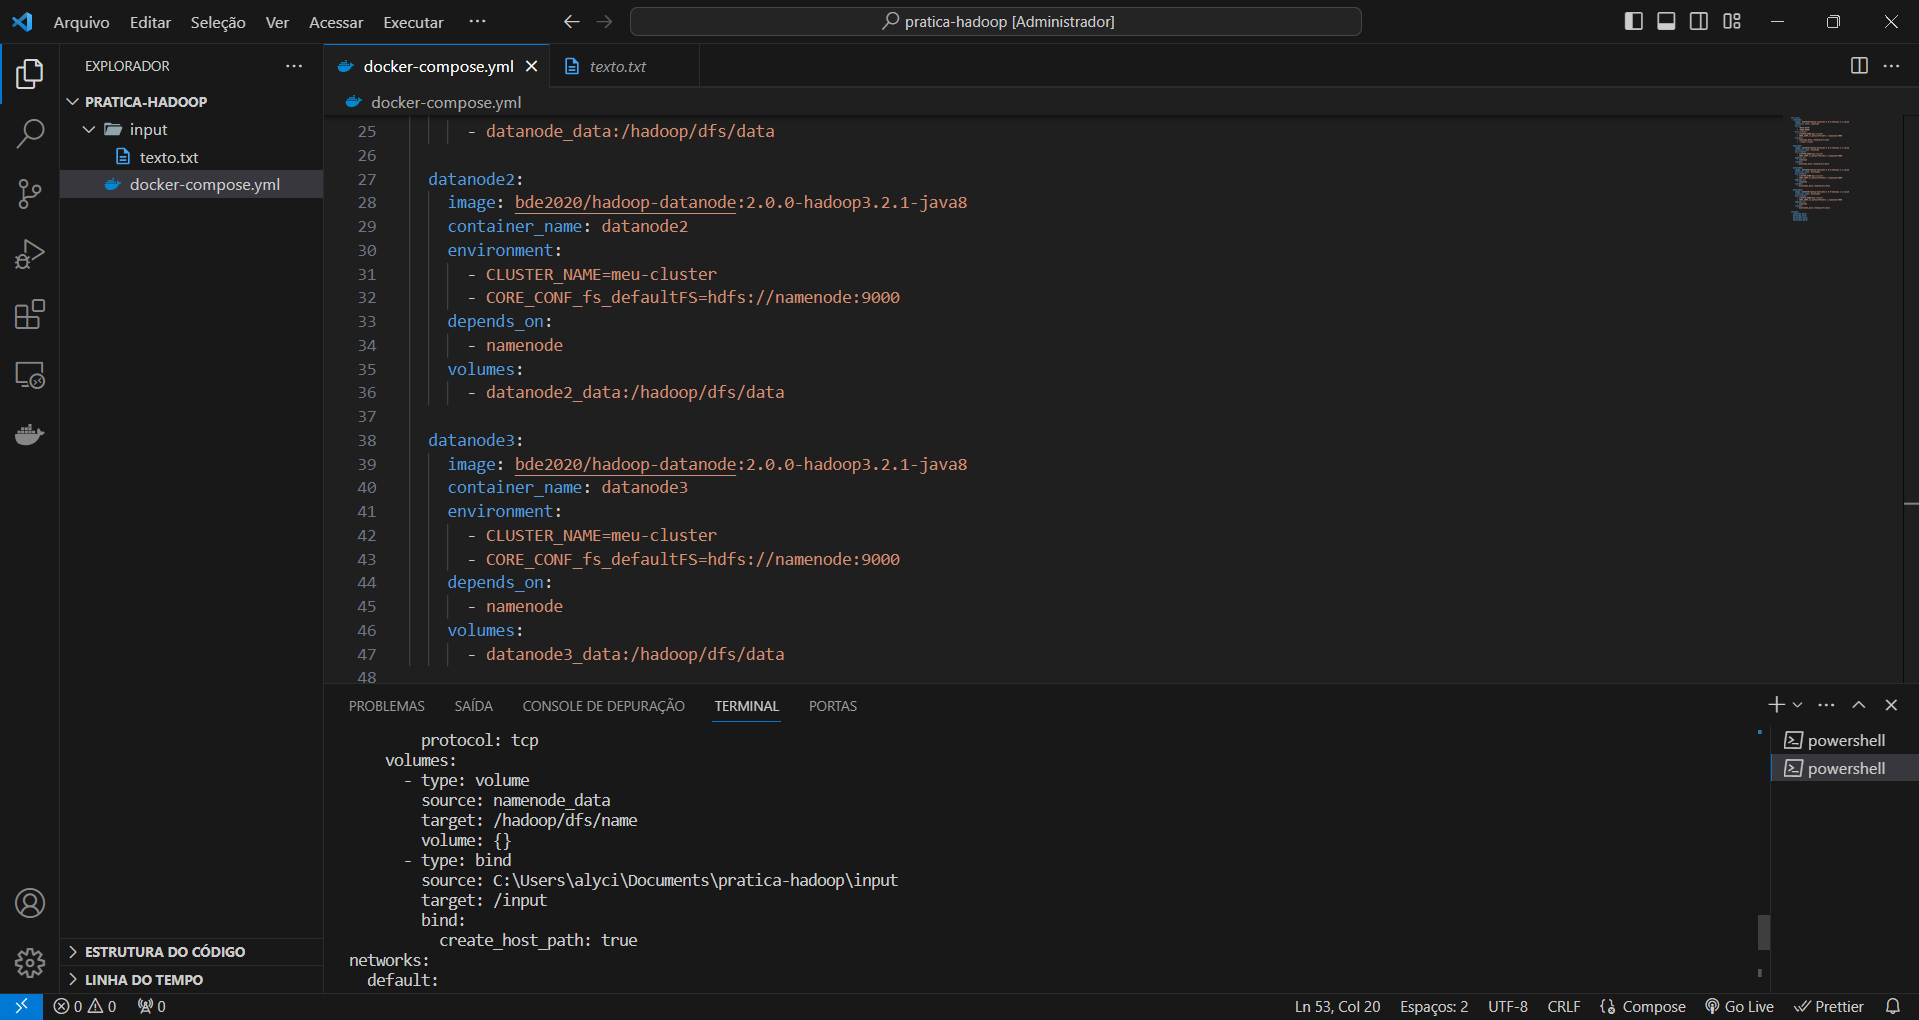 Arquivo Editar Seleção Ver Acessar Executar ··· pratica-hadoop [Administrador]
EXPLORADOR ···
PRATICA-HADOOP
input
texto.txt
docker-compose.yml
ESTRUTURA DO CÓDIGO
LINHA DO TEMPO
docker-compose.yml texto.txt
docker-compose.yml
25 - datanode_data:/hadoop/dfs/data
26
27 datanode2:
28 image: bde2020/hadoop-datanode:2.0.0-hadoop3.2.1-java8
29 container_name: datanode2
30 environment:
31 - CLUSTER_NAME=meu-cluster
32 - CORE_CONF_fs_defaultFS=hdfs://namenode:9000
33 depends_on:
34 - namenode
35 volumes:
36 - datanode2_data:/hadoop/dfs/data
37
38 datanode3:
39 image: bde2020/hadoop-datanode:2.0.0-hadoop3.2.1-java8
40 container_name: datanode3
41 environment:
42 - CLUSTER_NAME=meu-cluster
43 - CORE_CONF_fs_defaultFS=hdfs://namenode:9000
44 depends_on:
45 - namenode
46 volumes:
47 - datanode3_data:/hadoop/dfs/data
48
PROBLEMAS SAÍDA CONSOLE DE DEPURAÇÃO TERMINAL PORTAS
protocol: tcp
volumes:
- type: volume
source: namenode_data
target: /hadoop/dfs/name
volume: {}
- type: bind
source: C:\Users\alyci\Documents\pratica-hadoop\input
target: /input
bind:
create_host_path: true
networks:
default:
powershell
powershell
0 0 0 Ln 53, Col 20 Espaços: 2 UTF-8 CRLF Compose Go Live Prettier